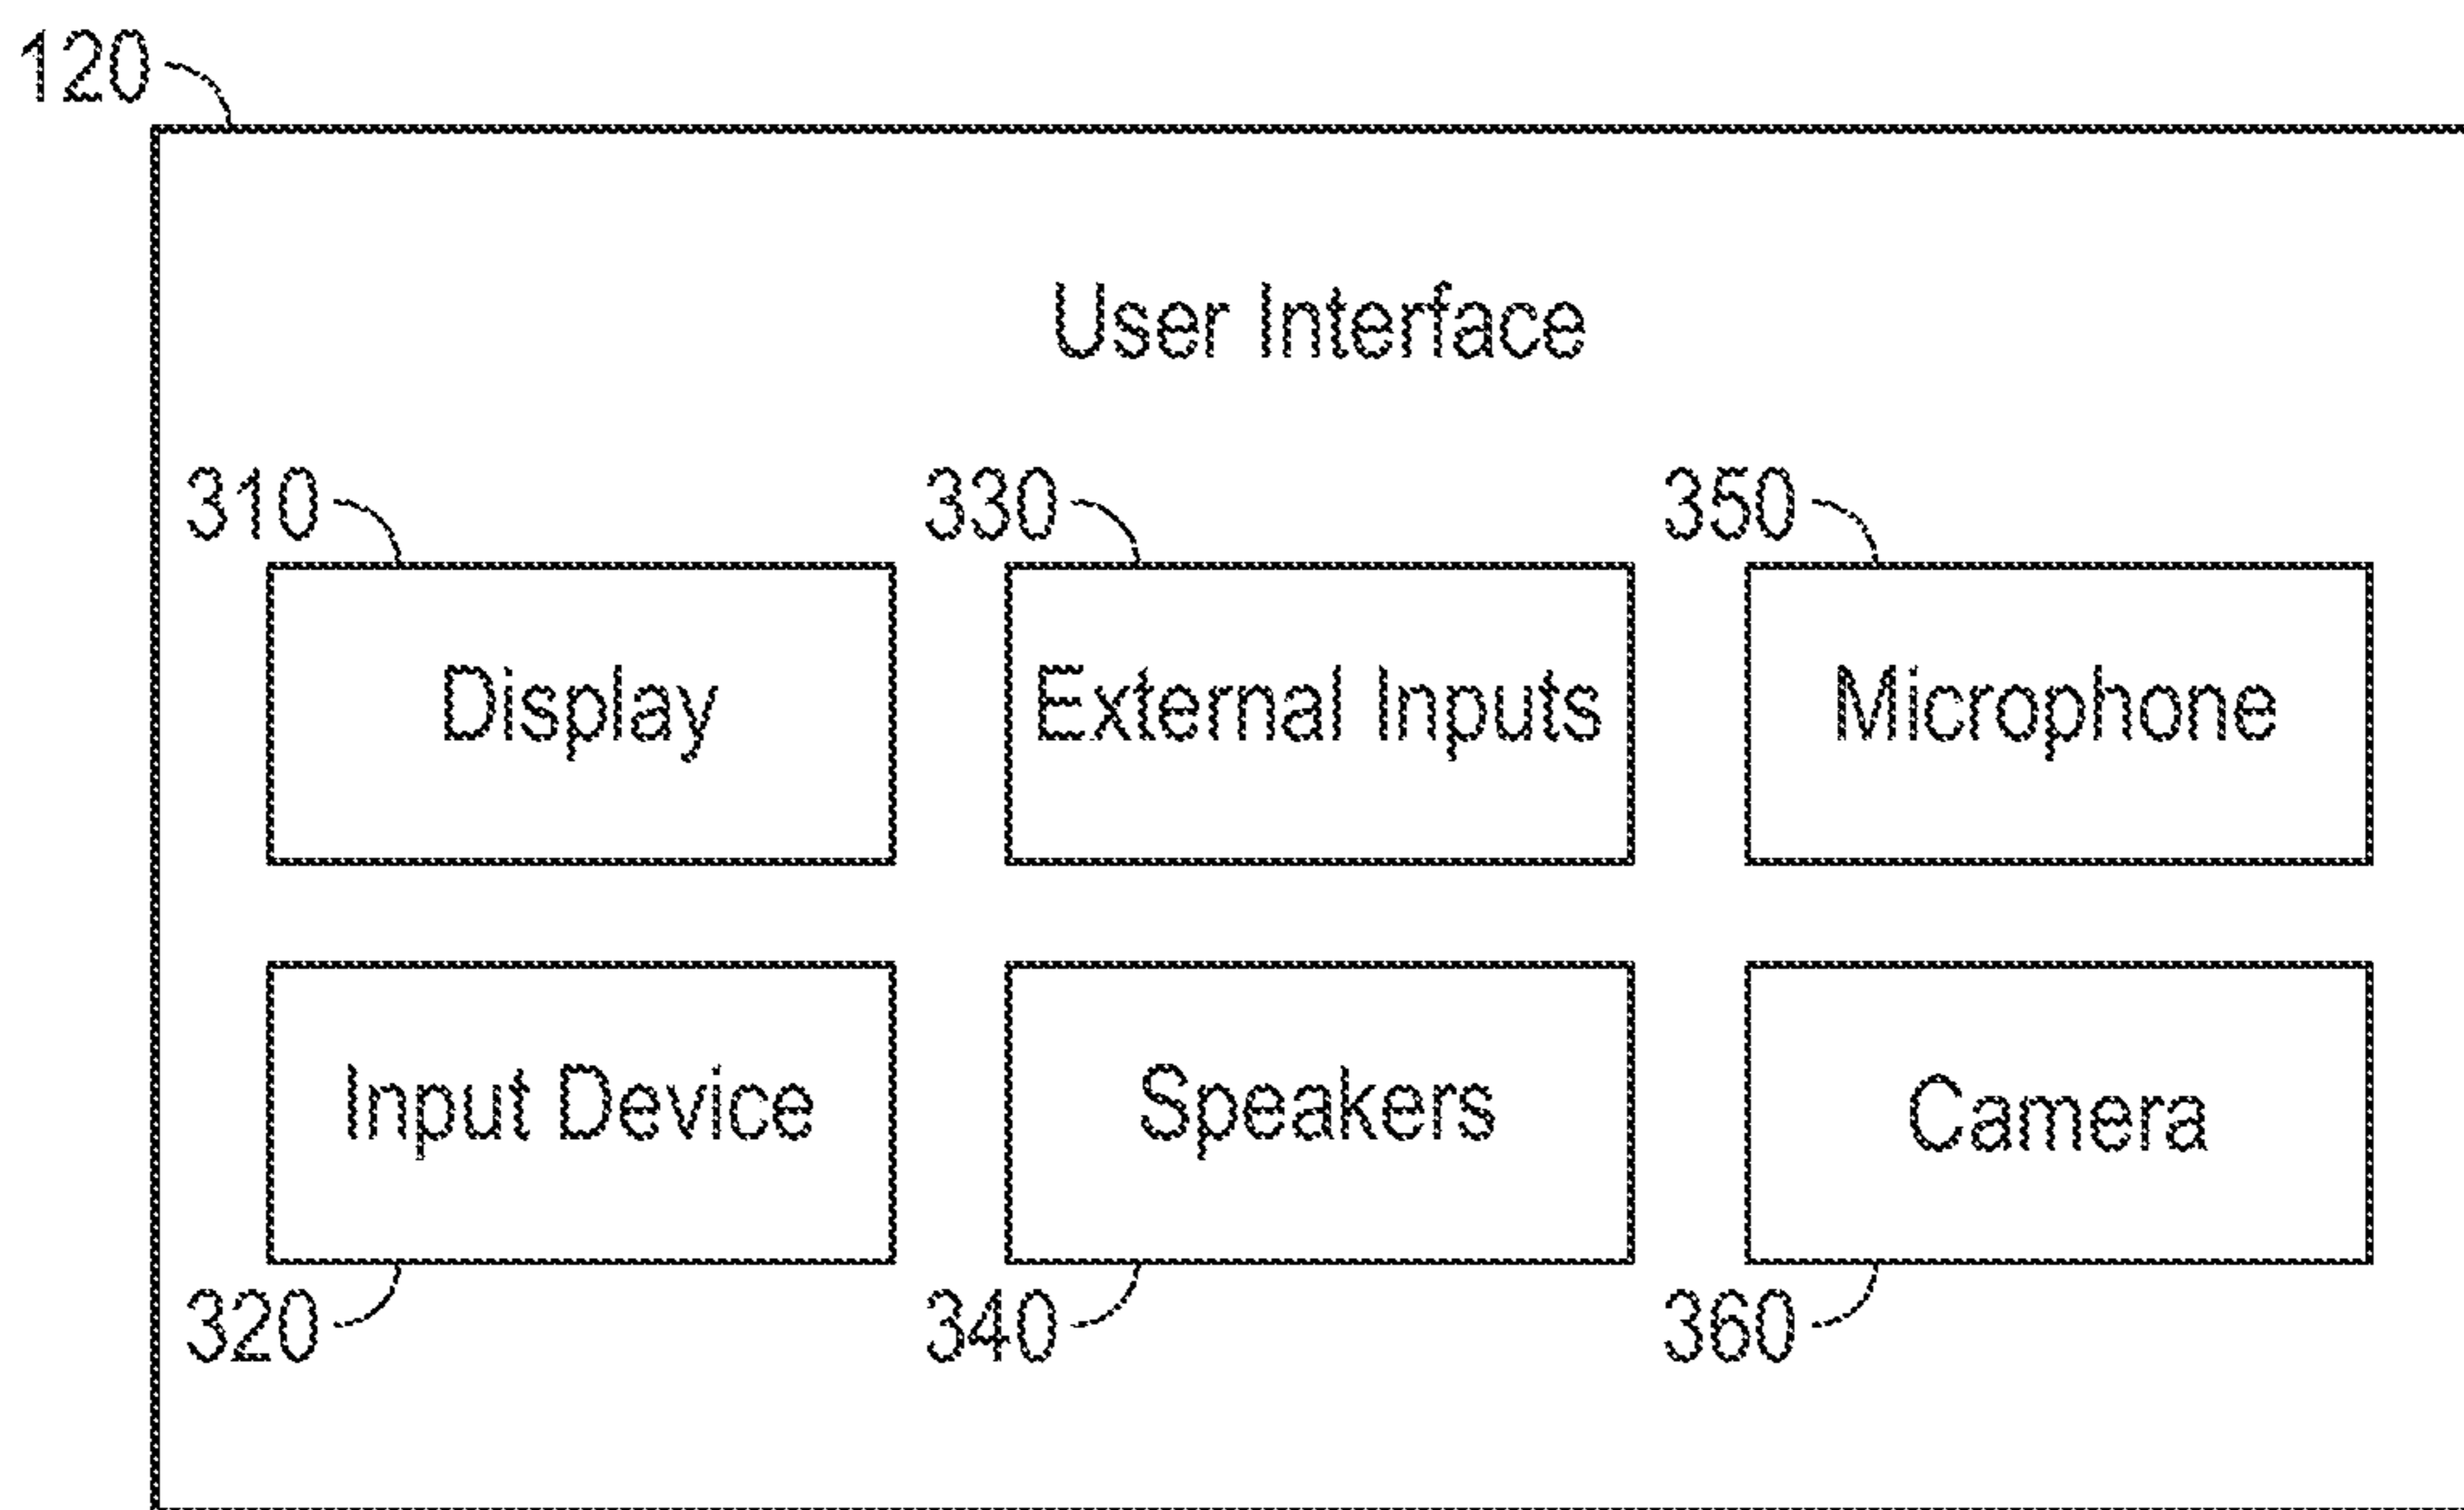 120
User Interface
310 330 350
Display External Inputs Microphone
Input Device Speakers Camera
320 340 360